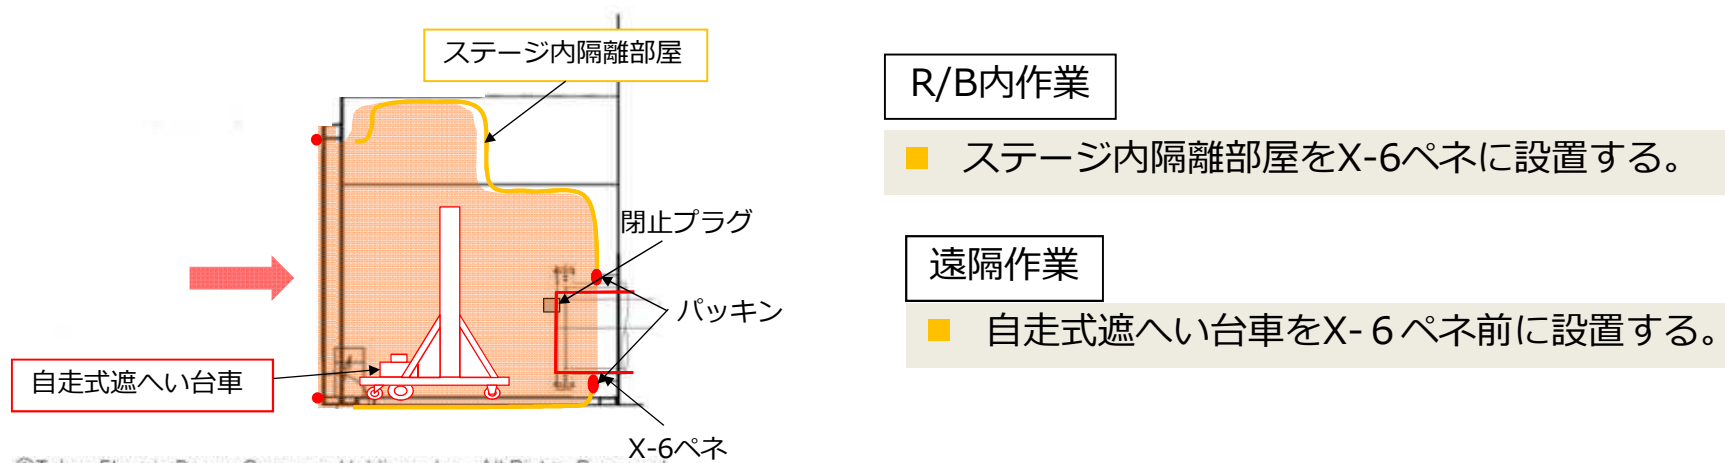 ステージ内隔離部屋
閉止プラグ
パッキン
自走式遮へい台車
X-6ペネ
R/B内作業
■ ステージ内隔離部屋をX-6ペネに設置する。
遠隔作業
■ 自走式遮へい台車をX-６ペネ前に設置する。